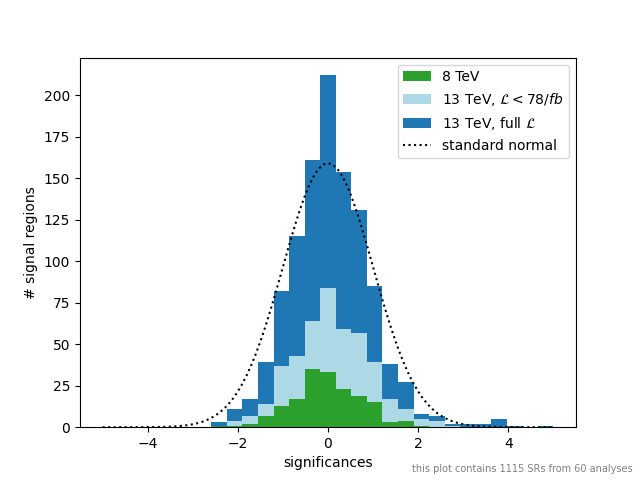 8 TeV
13 TeV, ℒ < 78/fb
13 TeV, full ℒ
standard normal
# signal regions
200
175
150
125
100
75
50
25
0
−4
−2
0
2
4
significances
this plot contains 1115 SRs from 60 analyses